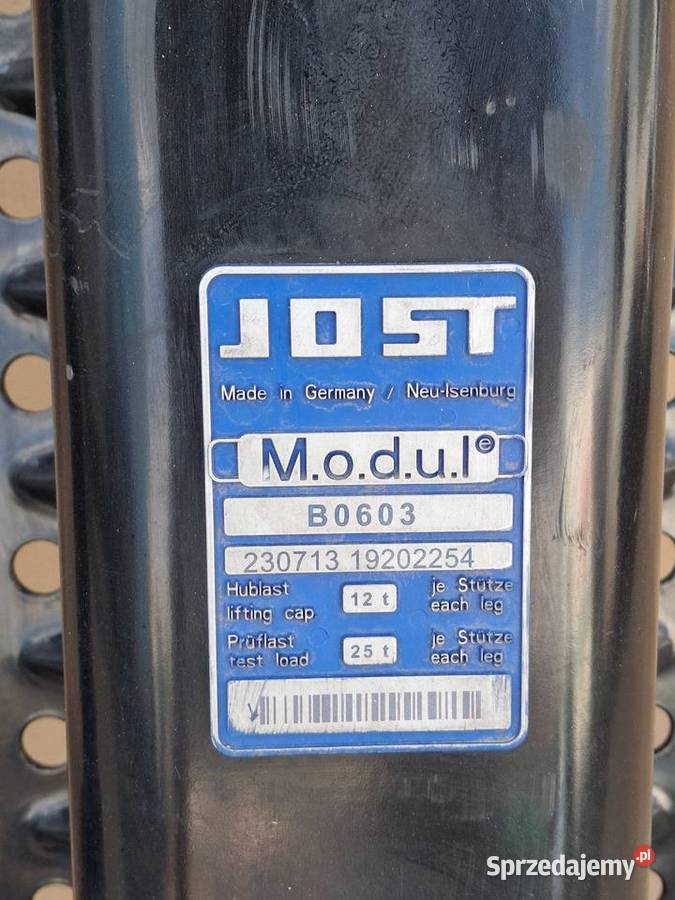 JOST
Made in Germany / Neu-Isenburg
M.o.d.u.l e
B0603
230713 19202254
Hublast 12 t je Stütze
lifting cap. each leg
Prüflast 25 t je Stütze
test load each leg
Sprzedajemy.pl